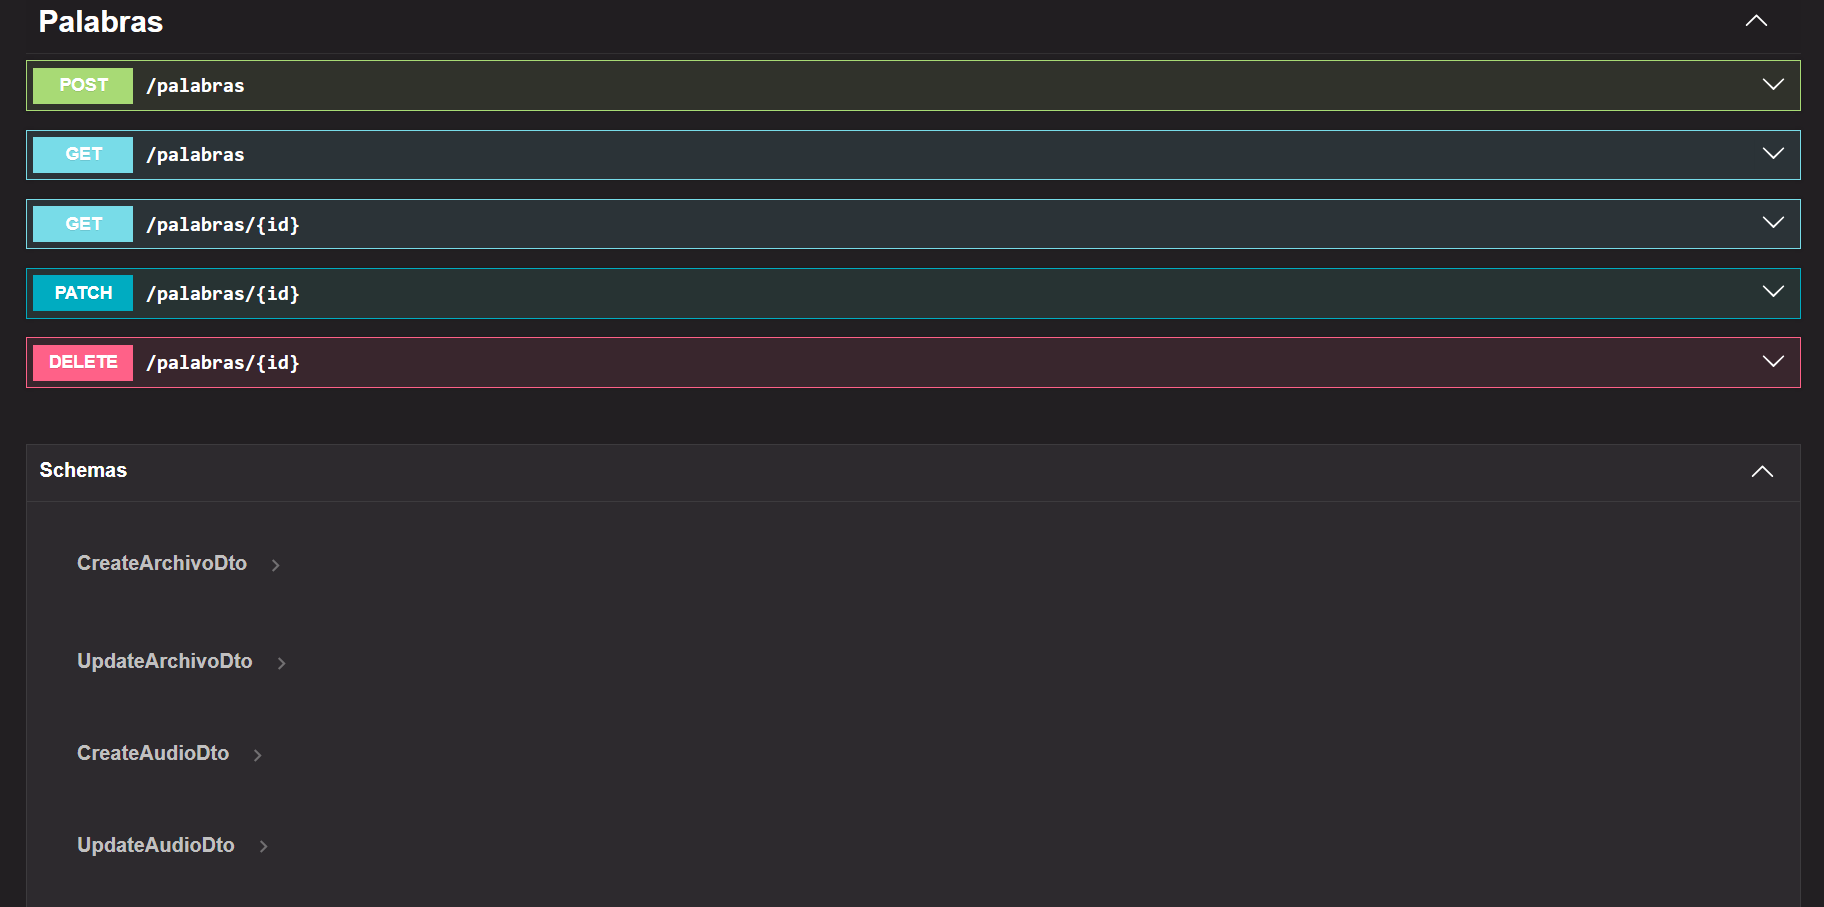 Palabras
POST /palabras
GET /palabras
GET /palabras/{id}
PATCH /palabras/{id}
DELETE /palabras/{id}
Schemas
CreateArchivoDto
UpdateArchivoDto
CreateAudioDto
UpdateAudioDto